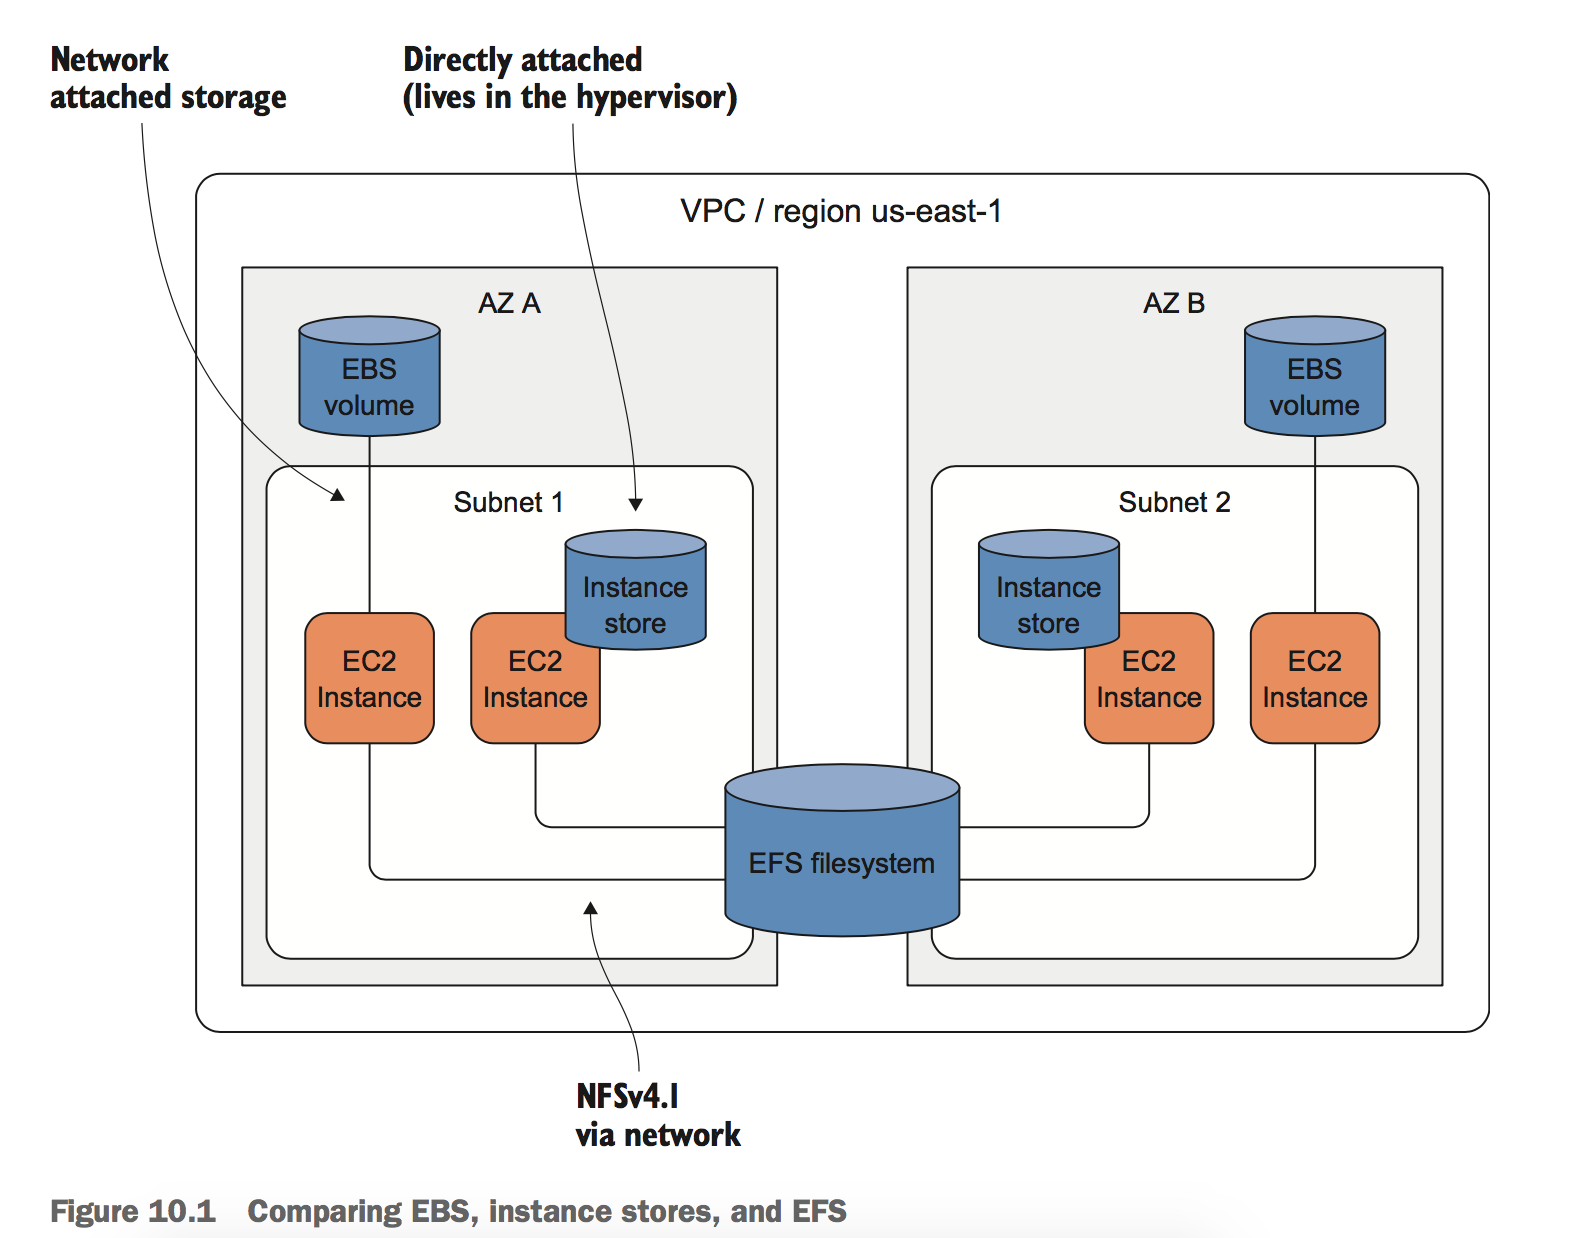 Network
attached storage
Directly attached
(lives in the hypervisor)
VPC / region us-east-1
AZ A
AZ B
EBS
volume
EBS
volume
Subnet 1
Subnet 2
Instance
store
Instance
store
EC2
Instance
EC2
Instance
EC2
Instance
EC2
Instance
EFS filesystem
NFSv4.1
via network
Figure 10.1 Comparing EBS, instance stores, and EFS